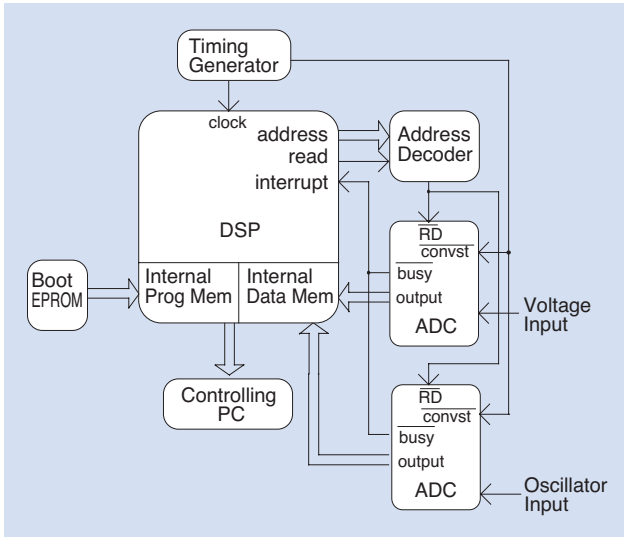 Timing
Generator
clock
address
read
interrupt
DSP
Address
Decoder
RD
convst
busy
output
ADC
Voltage
Input
Boot
EPROM
Internal
Prog Mem
Internal
Data Mem
Controlling
PC
RD
convst
busy
output
ADC
Oscillator
Input